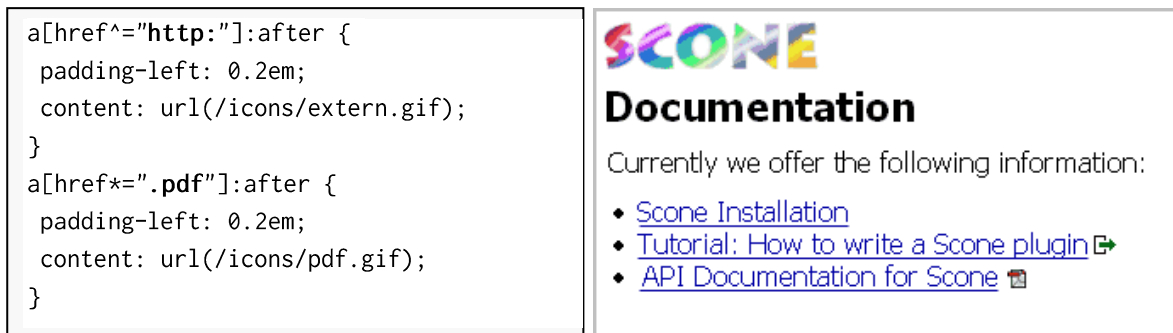 a[href^="http:"]:after {
padding-left: 0.2em;
content: url(/icons/extern.gif);
}
a[href*=".pdf"]:after {
padding-left: 0.2em;
content: url(/icons/pdf.gif);
}
SCONE
Documentation
Currently we offer the following information:
• Scone Installation
• Tutorial: How to write a Scone plugin
• API Documentation for Scone